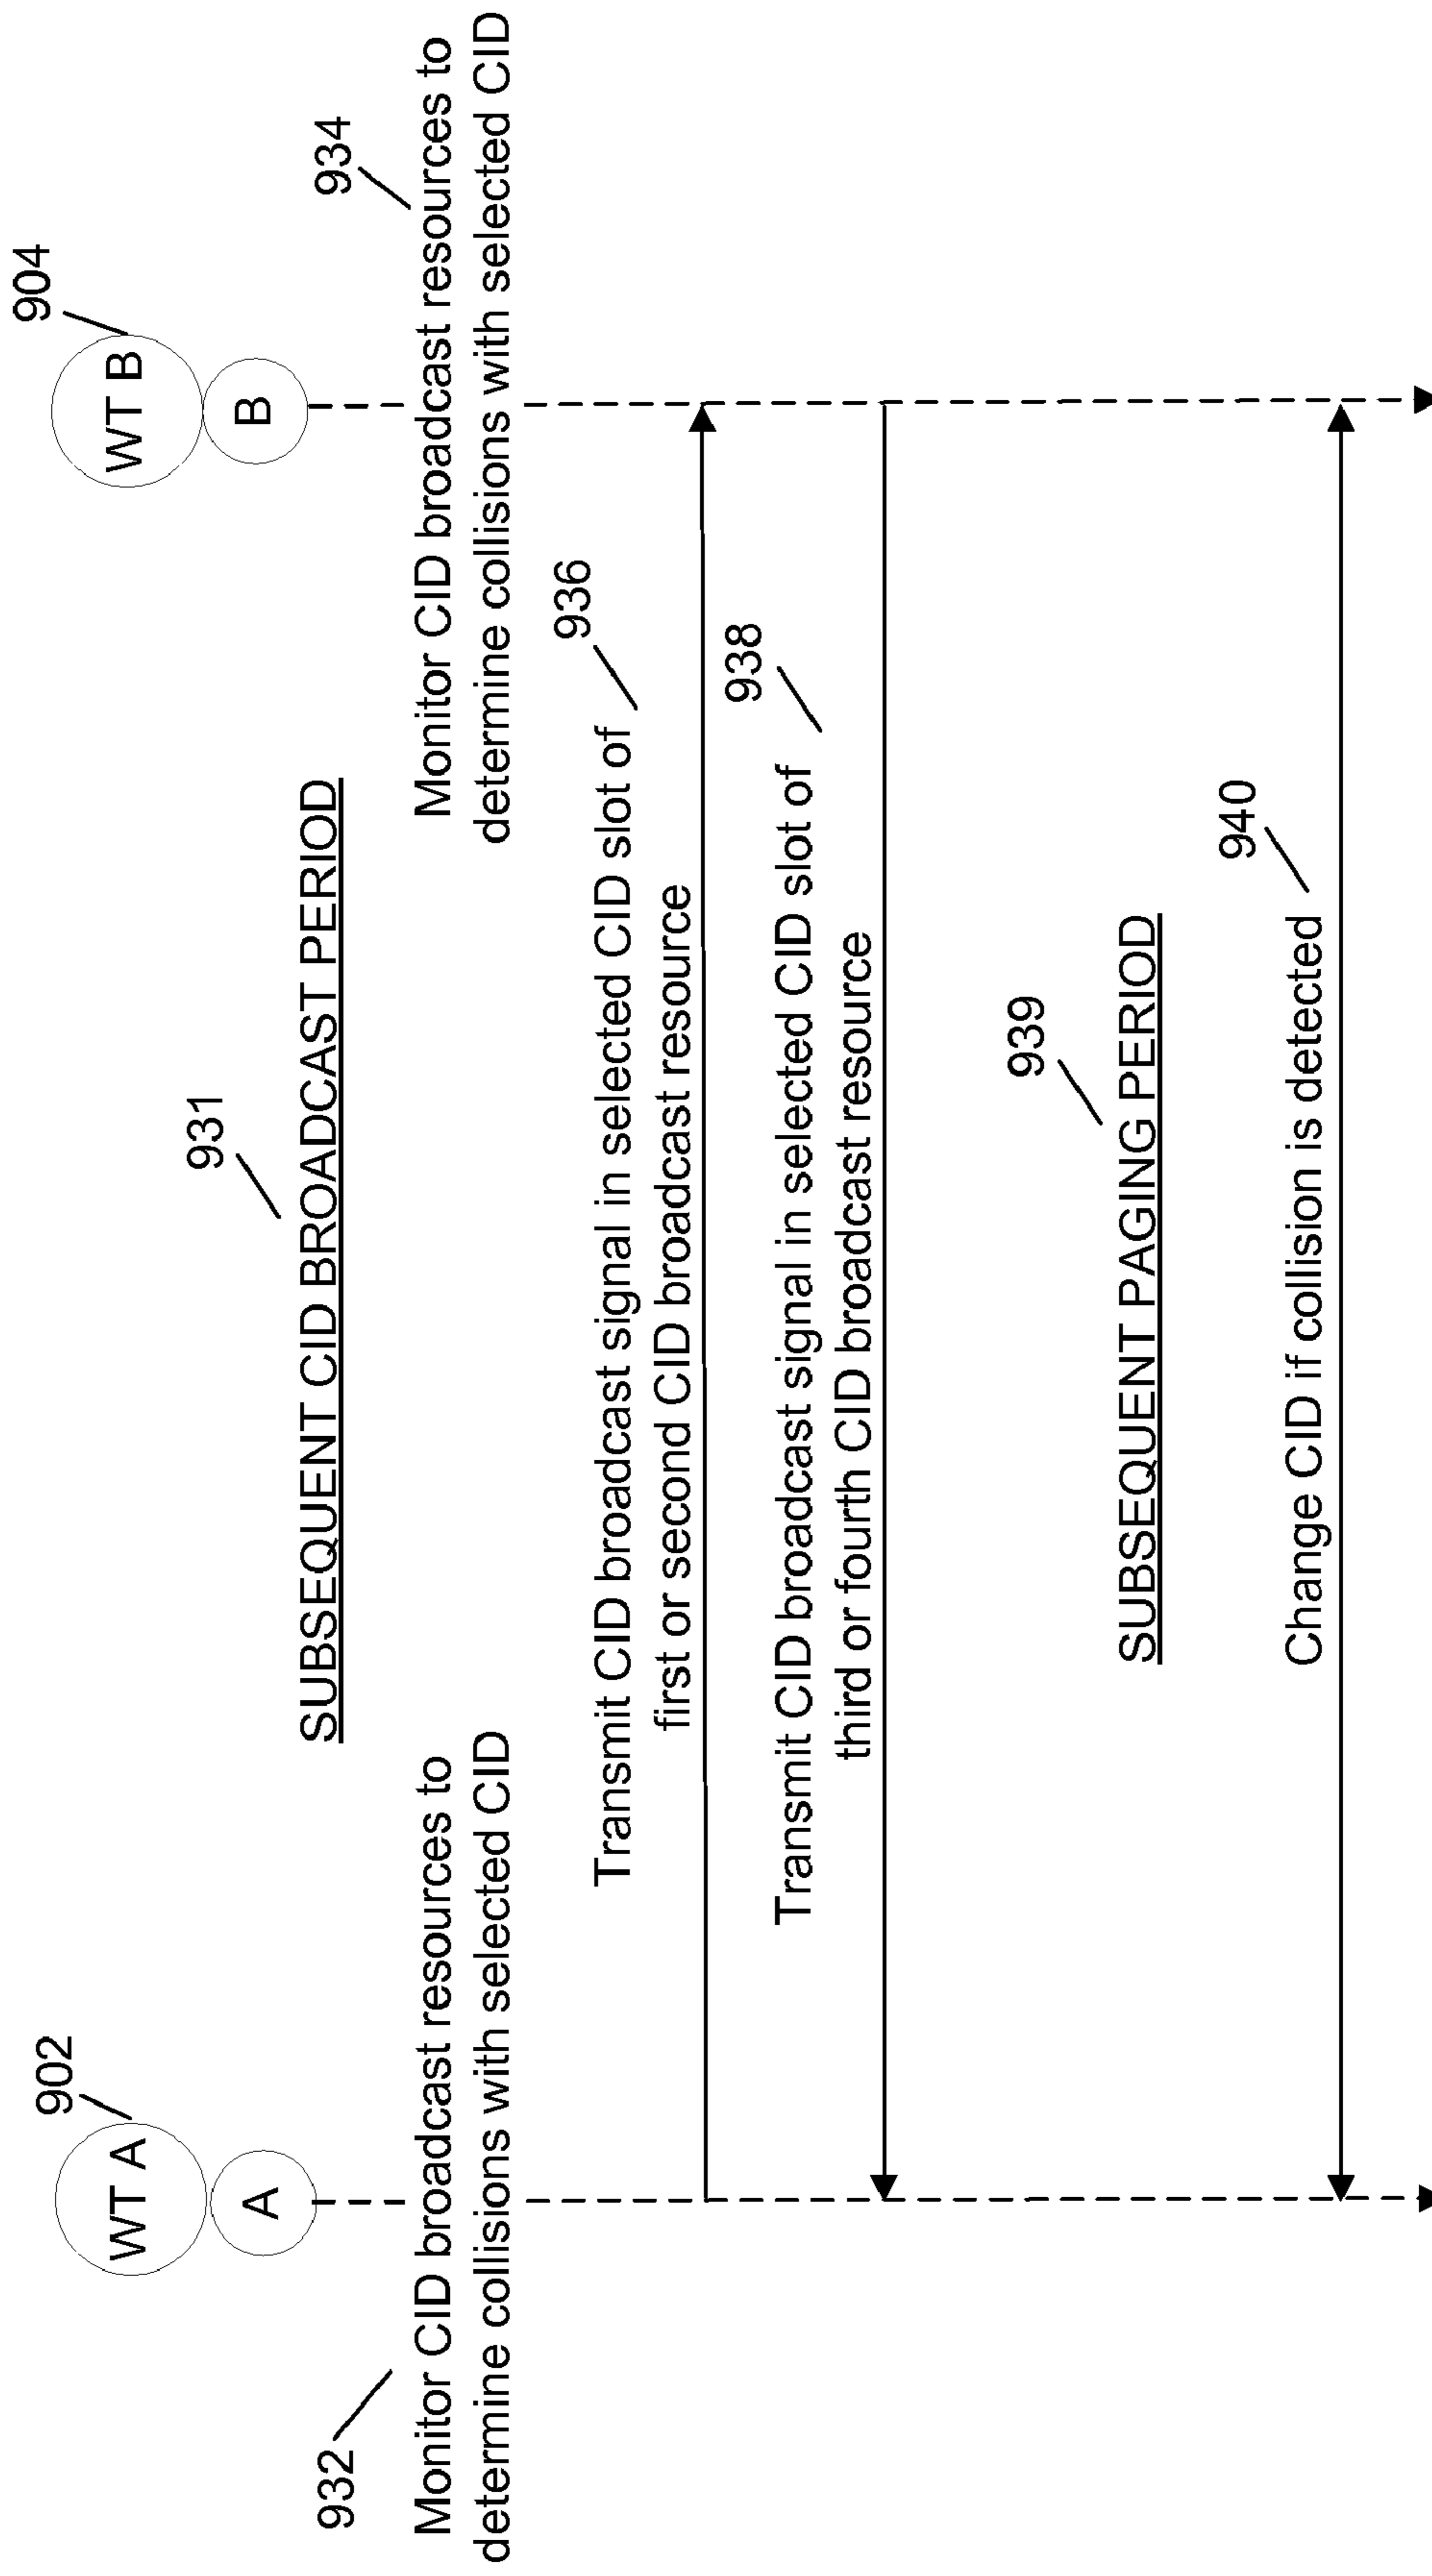 902
WT A
A
904
WT B
B
931
SUBSEQUENT CID BROADCAST PERIOD
932
Monitor CID broadcast resources to
determine collisions with selected CID
934
Monitor CID broadcast resources to
determine collisions with selected CID
936
Transmit CID broadcast signal in selected CID slot of
first or second CID broadcast resource
938
Transmit CID broadcast signal in selected CID slot of
third or fourth CID broadcast resource
939
SUBSEQUENT PAGING PERIOD
940
Change CID if collision is detected